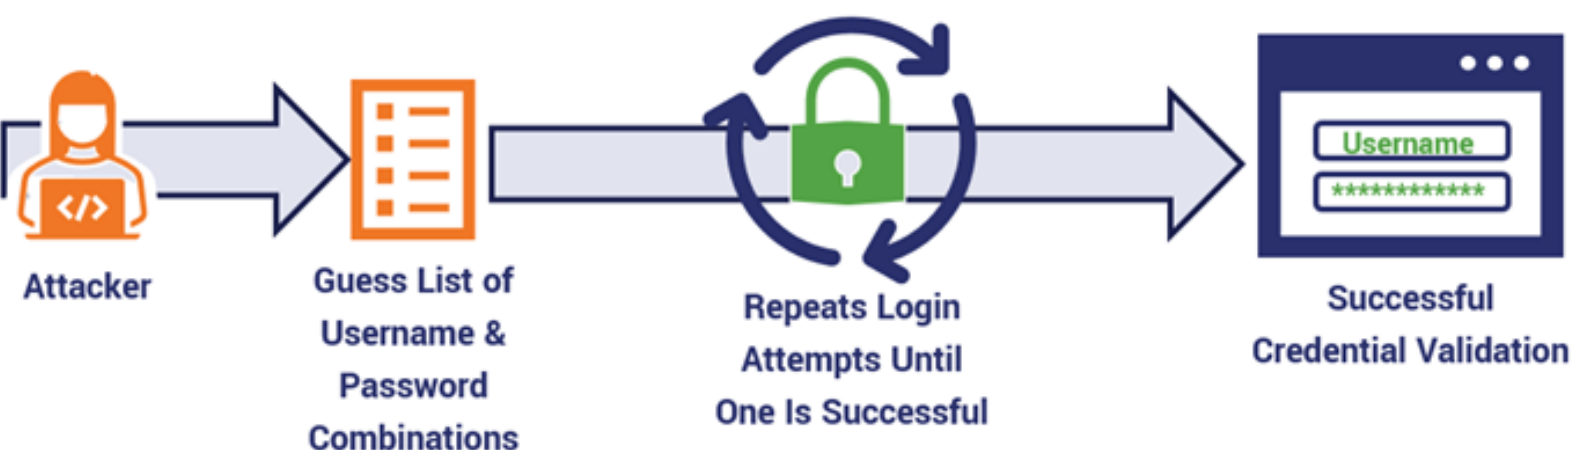 </>
Username
************
Attacker
Guess List of
Username &
Password
Combinations
Repeats Login
Attempts Until
One Is Successful
Successful
Credential Validation